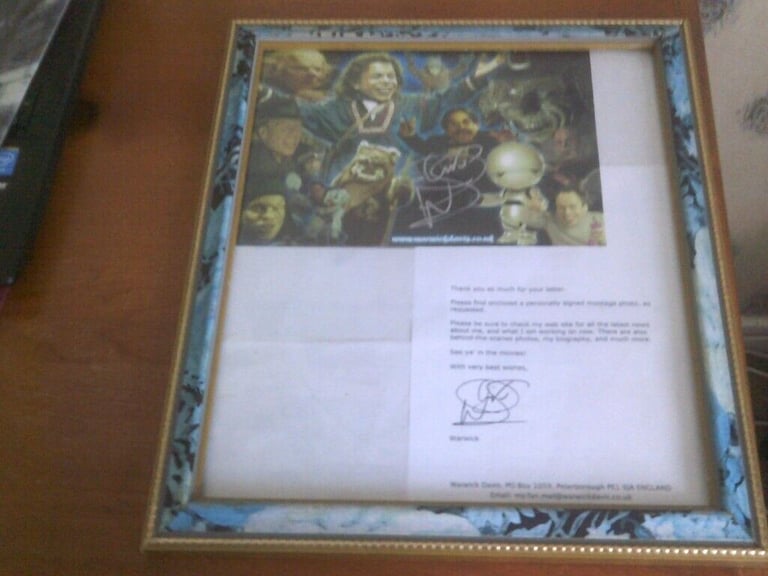 www.warwickdavis.co.uk
Thank you so much for your letter.
Please find enclosed a personally signed montage photo, as
requested.
Please be sure to check my web site for all the latest news
about me, and what I am working on now. There are also
behind-the-scenes photos, my biography, and much more.
See ya' in the movies!
With very best wishes,
Warwick
Warwick Davis, PO Box Peterborough ENGLAND
Email: @warwickdavis.co.uk